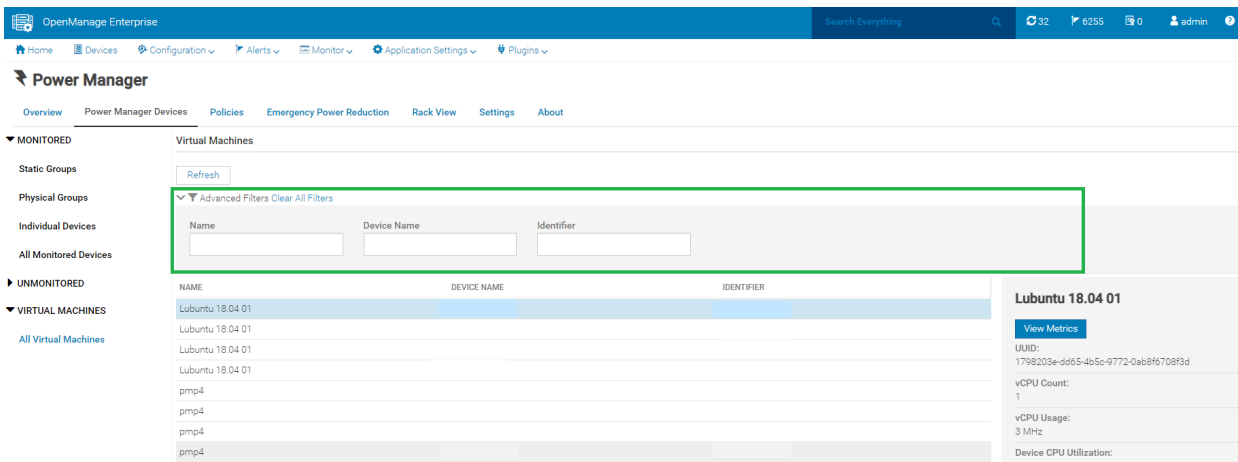 OpenManage Enterprise
Search Everything
32
6255
0
admin
?
Home Devices Configuration Alerts Monitor Application Settings Plugins
Power Manager
Overview Power Manager Devices Policies Emergency Power Reduction Rack View Settings About
MONITORED
Static Groups
Physical Groups
Individual Devices
All Monitored Devices
UNMONITORED
VIRTUAL MACHINES
All Virtual Machines
Virtual Machines
Refresh
Advanced Filters Clear All Filters
Name Device Name Identifier
NAME DEVICE NAME IDENTIFIER
Lubuntu 18.04 01
Lubuntu 18.04 01
Lubuntu 18.04 01
Lubuntu 18.04 01
pmp4
pmp4
pmp4
pmp4
Lubuntu 18.04 01
View Metrics
UUID:
1798203e-dd65-4b5c-9772-0ab8f6708f3d
vCPU Count:
1
vCPU Usage:
3 MHz
Device CPU Utilization: